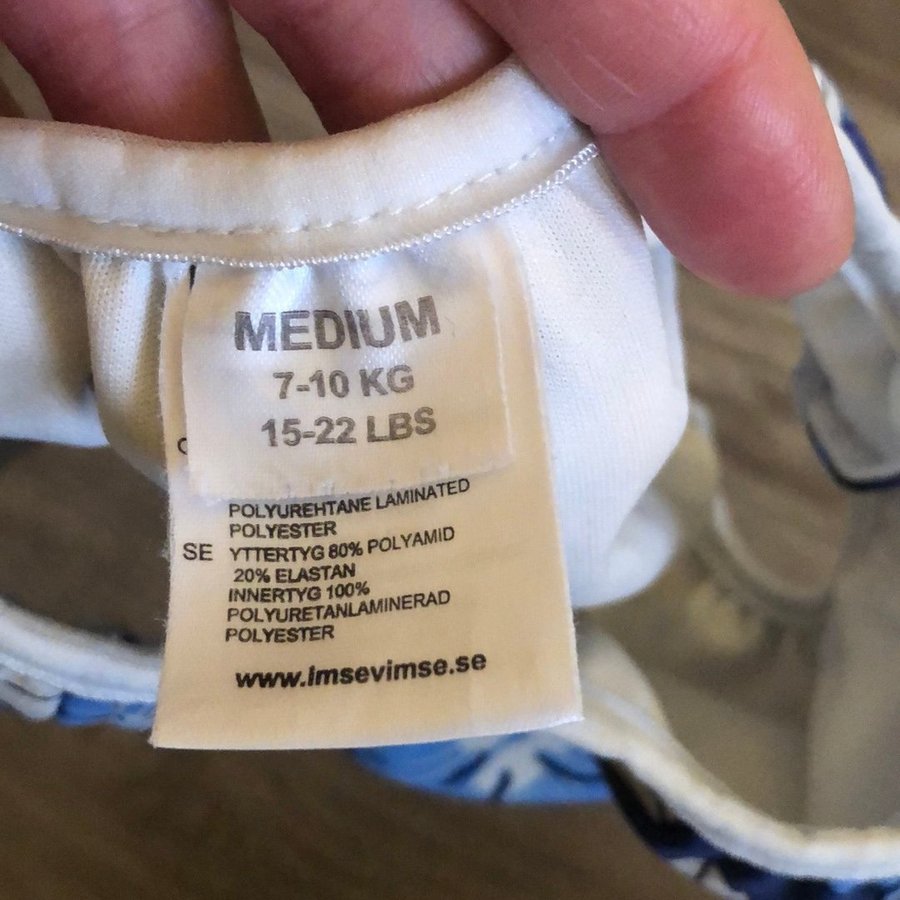 MEDIUM
7-10 KG
15-22 LBS
POLYUREHTANE LAMINATED
POLYESTER
SE YTTERTYG 80% POLYAMID
20% ELASTAN
INNERTYG 100%
POLYURETANLAMINERAD
POLYESTER
www.Imsevimse.se